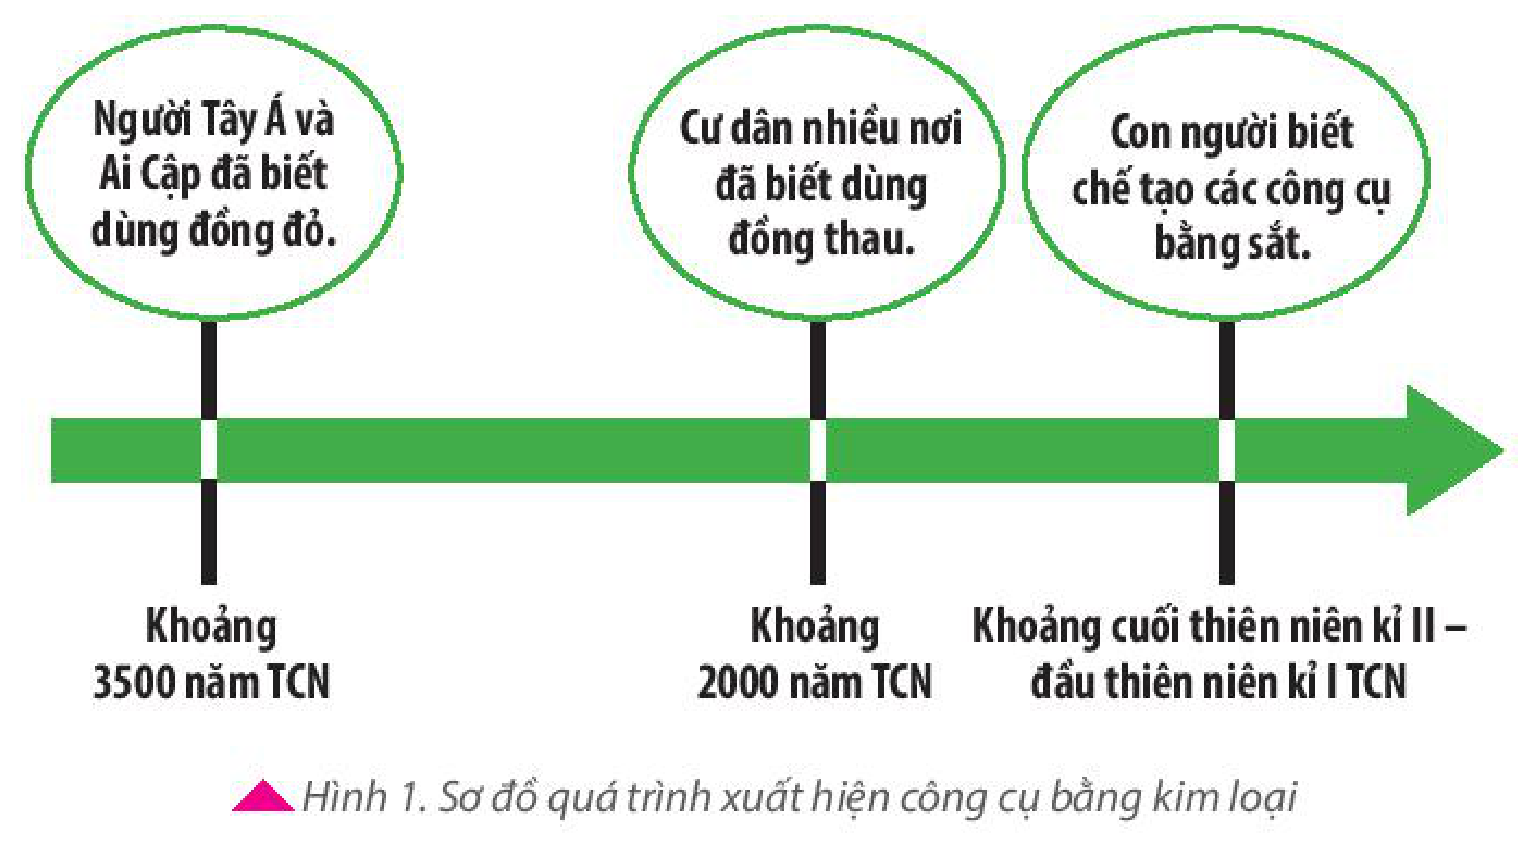 Người Tây Á và
Ai Cập đã biết
dùng đồng đỏ.
Cư dân nhiều nơi
đã biết dùng
đồng thau.
Con người biết
chế tạo các công cụ
bằng sắt.
Khoảng
3500 năm TCN
Khoảng
2000 năm TCN
Khoảng cuối thiên niên kỉ II –
đầu thiên niên kỉ I TCN
Hình 1. Sơ đồ quá trình xuất hiện công cụ bằng kim loại